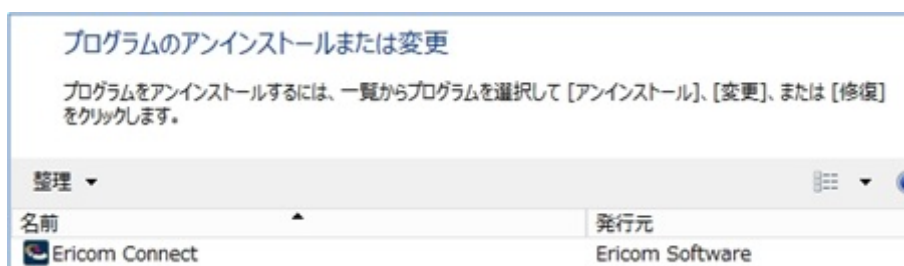 プログラムのアンインストールまたは変更
プログラムをアンインストールするには、一覧からプログラムを選択して [アンインストール]、[変更]、または [修復]
をクリックします。
整理
名前 発行元
Ericom Connect Ericom Software